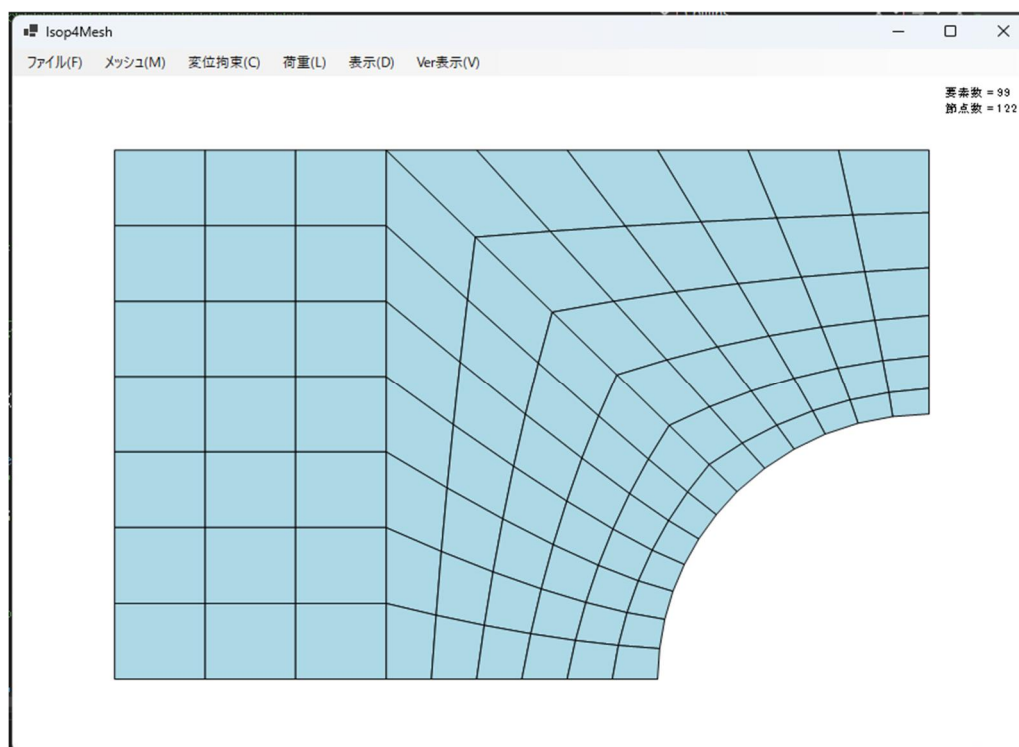 Isop4Mesh
ファイル(F) メッシュ(M) 変位拘束(C) 荷重(L) 表示(D) Ver表示(V)
要素数 = 99
節点数 = 122